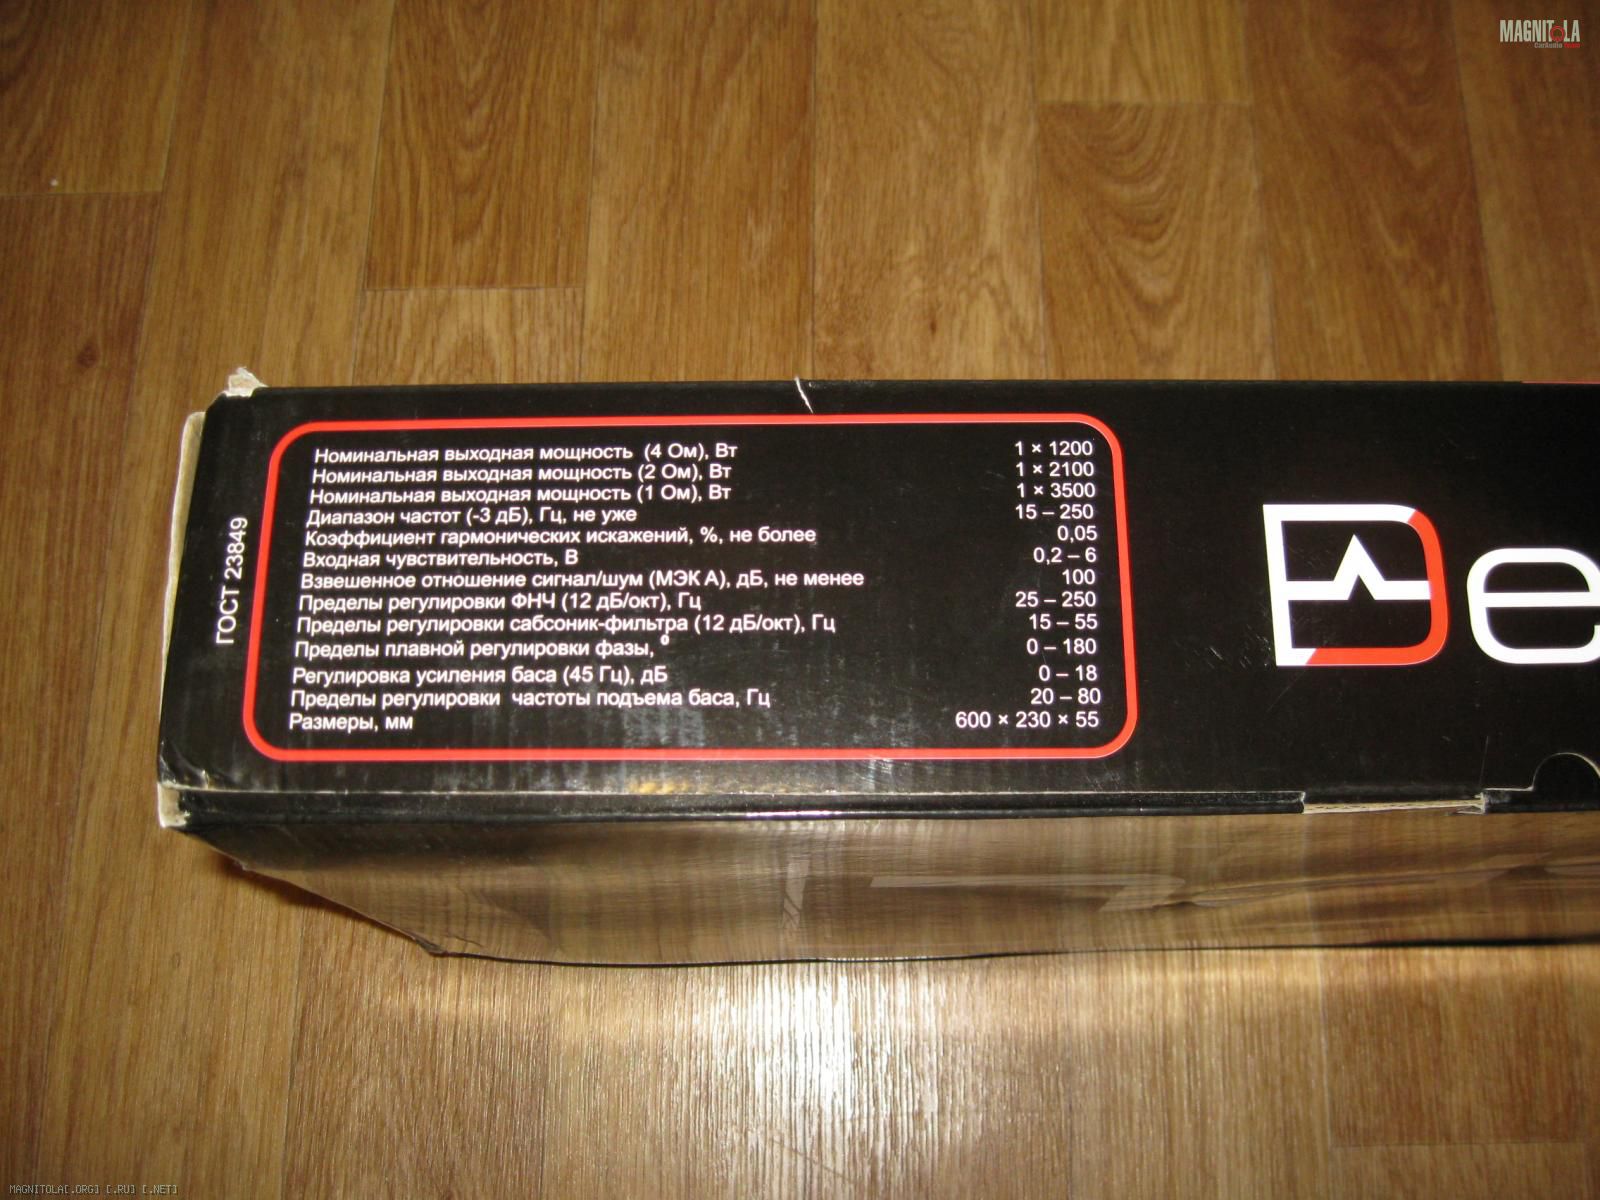 MAGNITOLA
CarAudio
ГОСТ 23849
Номинальная выходная мощность (4 Ом), Вт 1 × 1200
Номинальная выходная мощность (2 Ом), Вт 1 × 2100
Номинальная выходная мощность (1 Ом), Вт 1 × 3500
Диапазон частот (-3 дБ), Гц, не уже 15 – 250
Коэффициент гармонических искажений, %, не более 0,05
Входная чувствительность, В 0,2 – 6
Взвешенное отношение сигнал/шум (МЭК А), дБ, не менее 100
Пределы регулировки ФНЧ (12 дБ/окт), Гц 25 – 250
Пределы регулировки сабсоник-фильтра (12 дБ/окт), Гц 15 – 55
Пределы плавной регулировки фазы, ⁰ 0 – 180
Регулировка усиления баса (45 Гц), дБ 0 – 18
Пределы регулировки частоты подъема баса, Гц 20 – 80
Размеры, мм 600 × 230 × 55
De
MAGNITOLA[.ORG] [.RU] [.NET]